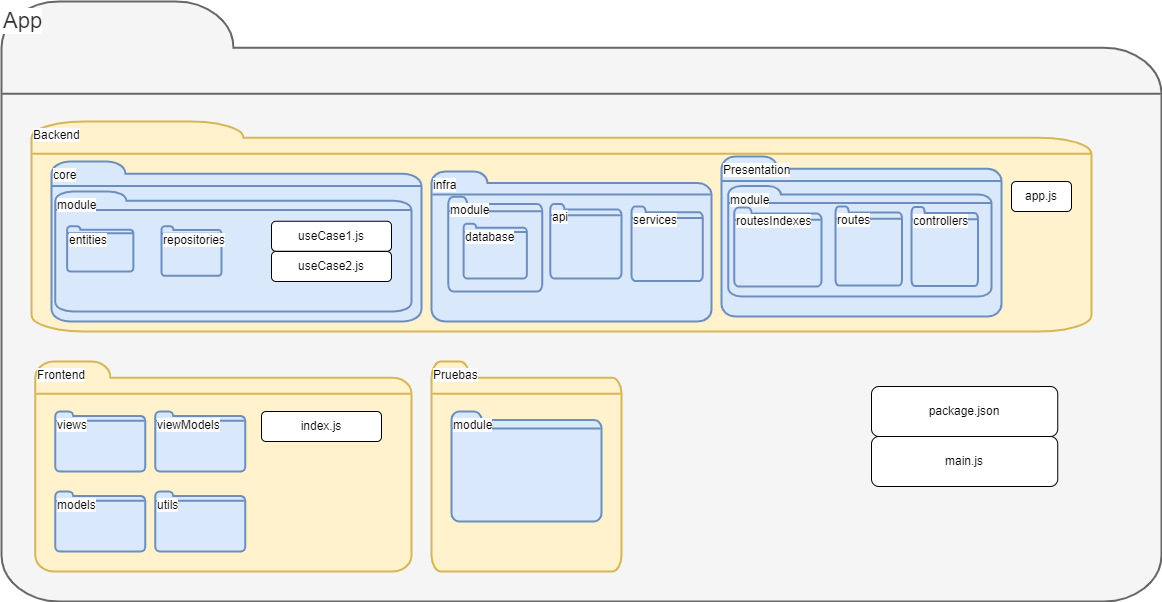 App
Backend
core
module
entities
repositories
useCase1.js
useCase2.js
infra
module
database
api
services
Presentation
module
routesIndexes
routes
controllers
app.js
Frontend
views
viewModels
index.js
models
utils
Pruebas
module
package.json
main.js